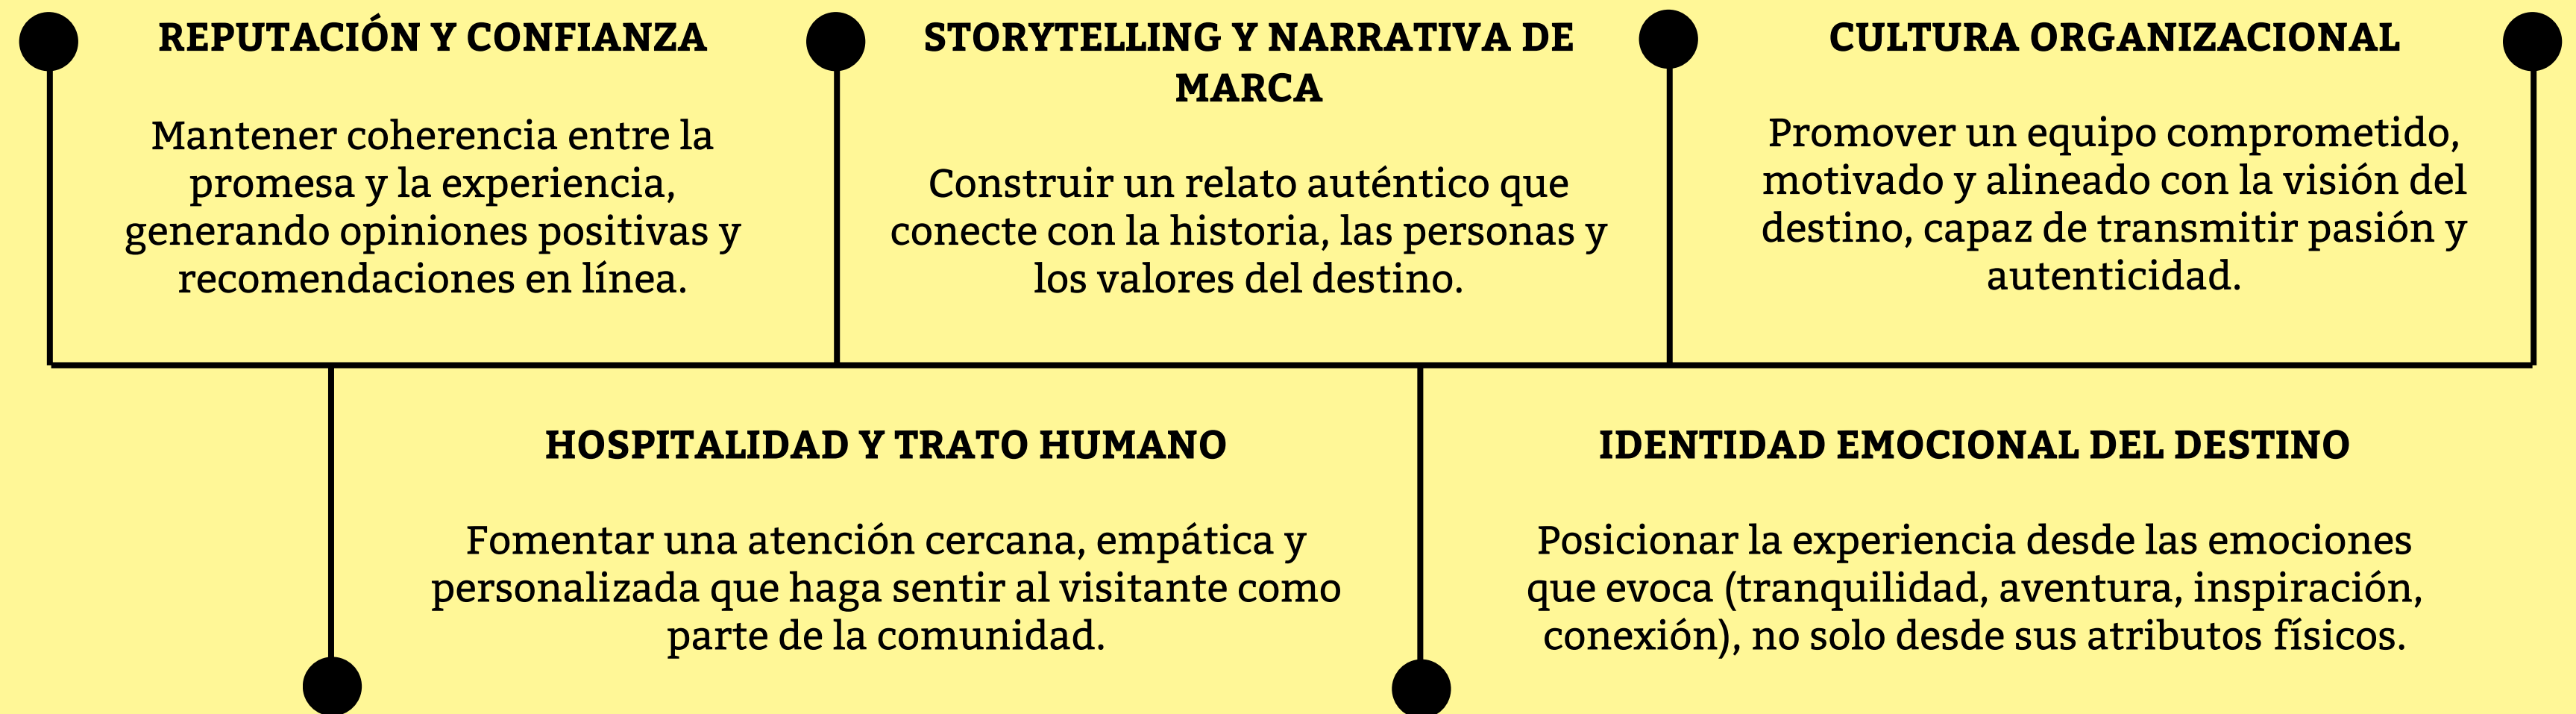 REPUTACIÓN Y CONFIANZA
Mantener coherencia entre la
promesa y la experiencia,
generando opiniones positivas y
recomendaciones en línea.
STORYTELLING Y NARRATIVA DE
MARCA
Construir un relato auténtico que
conecte con la historia, las personas y
los valores del destino.
CULTURA ORGANIZACIONAL
Promover un equipo comprometido,
motivado y alineado con la visión del
destino, capaz de transmitir pasión y
autenticidad.
HOSPITALIDAD Y TRATO HUMANO
Fomentar una atención cercana, empática y
personalizada que haga sentir al visitante como
parte de la comunidad.
IDENTIDAD EMOCIONAL DEL DESTINO
Posicionar la experiencia desde las emociones
que evoca (tranquilidad, aventura, inspiración,
conexión), no solo desde sus atributos físicos.